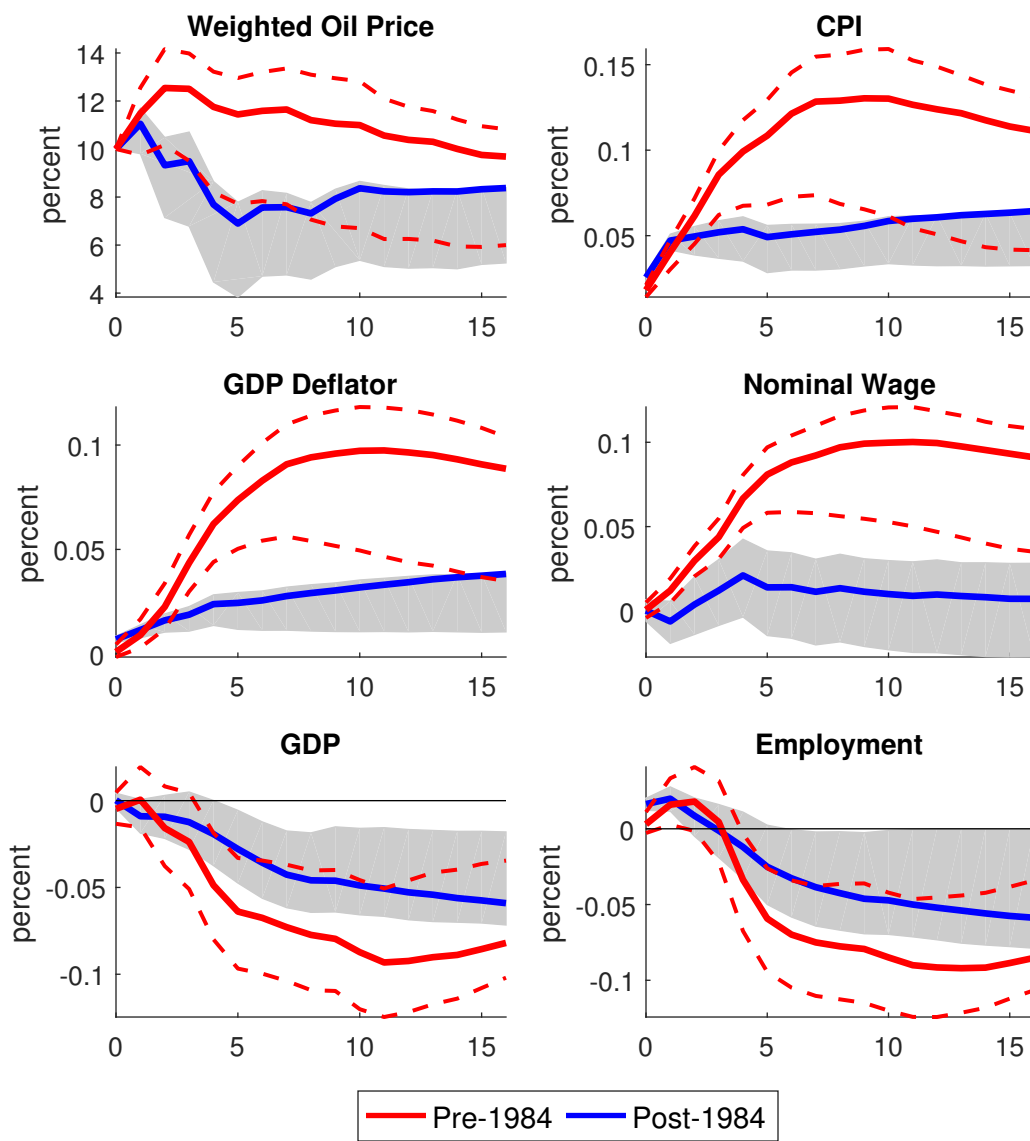 Weighted Oil Price
percent
14
12
10
8
6
4
0 5 10 15
CPI
percent
0.15
0.1
0.05
0 5 10 15
GDP Deflator
percent
0.1
0.05
0
0 5 10 15
Nominal Wage
percent
0.1
0.05
0
0 5 10 15
GDP
percent
0
-0.05
-0.1
0 5 10 15
Employment
percent
0
-0.05
-0.1
0 5 10 15
Pre-1984 Post-1984